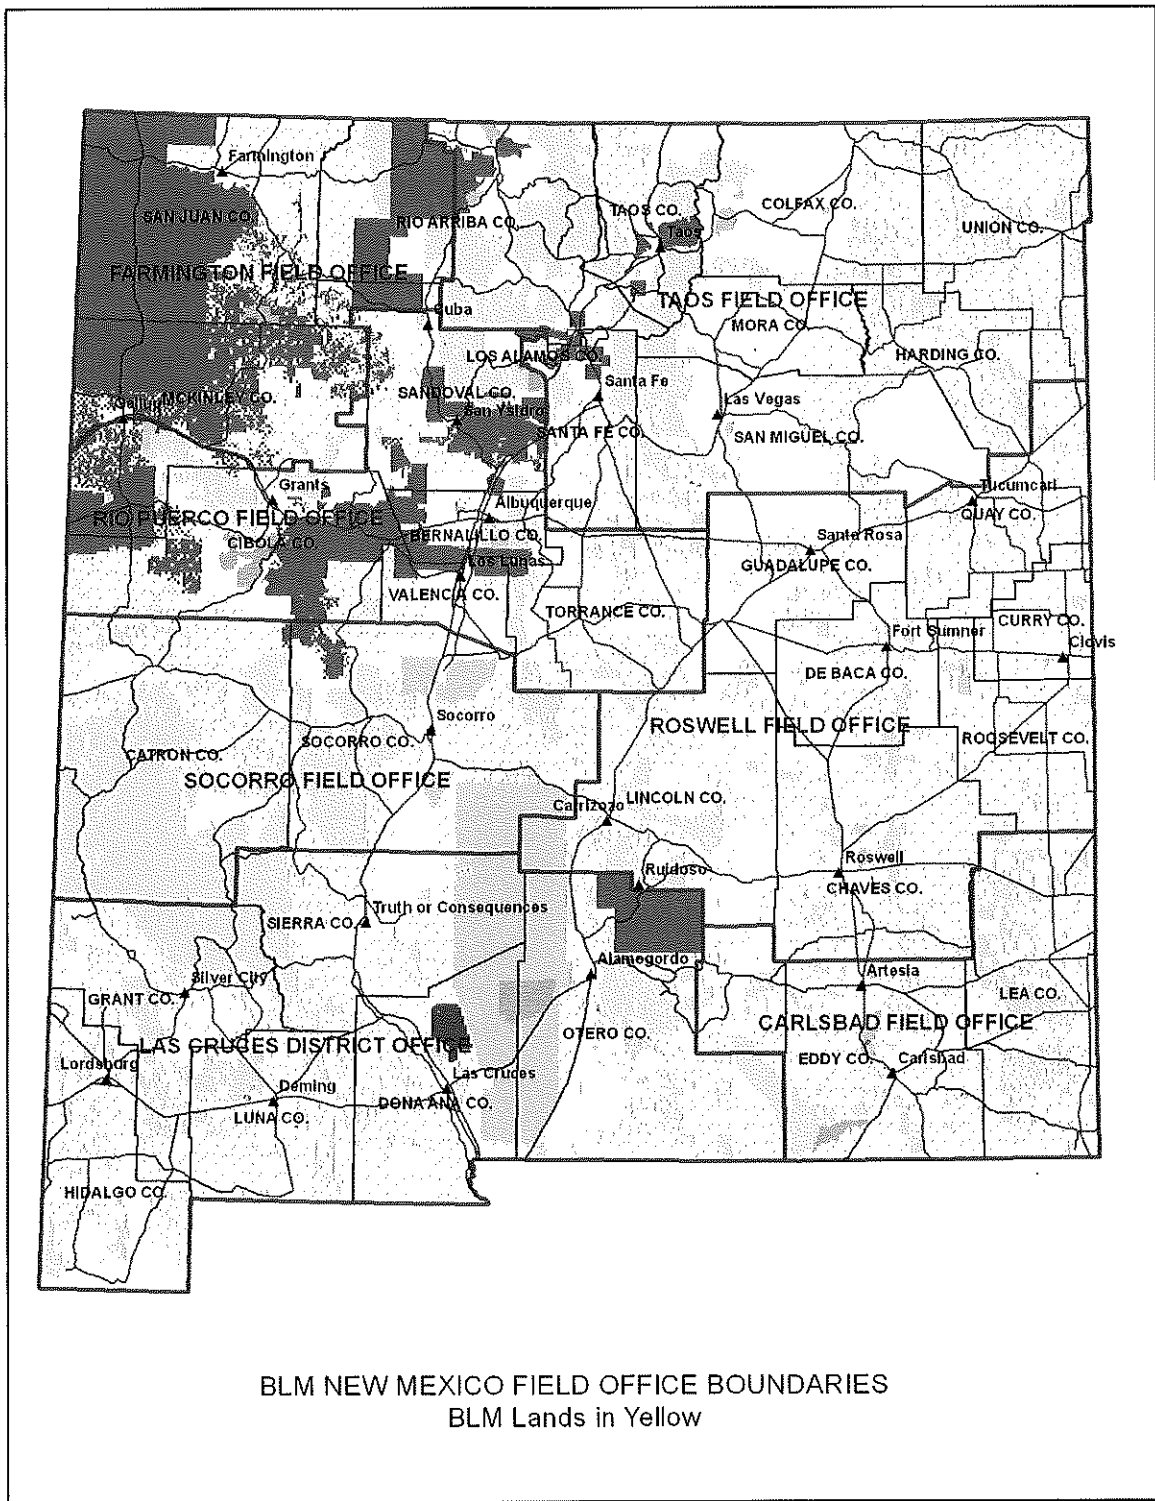 Farmington
SAN JUAN CO.
RIO ARRIBA CO.
TAOS CO.
COLFAX CO.
UNION CO.
Taos
FARMINGTON FIELD OFFICE
TAOS FIELD OFFICE
Cuba
MORA CO.
LOS ALAMOS CO.
HARDING CO.
Santa Fe
SANDOVAL CO.
MCKINLEY CO.
Gallup
San Ysidro
Las Vegas
SANTA FE CO.
SAN MIGUEL CO.
Grants
Tucumcari
Albuquerque
QUAY CO.
RIO PUERCO FIELD OFFICE
BERNALILLO CO.
Santa Rosa
CIBOLA CO.
Los Lunas
GUADALUPE CO.
VALENCIA CO.
TORRANCE CO.
CURRY CO.
Fort Sumner
Clovis
DE BACA CO.
Socorro
ROSWELL FIELD OFFICE
SOCORRO CO.
ROOSEVELT CO.
CATRON CO.
SOCORRO FIELD OFFICE
Carrizozo
LINCOLN CO.
Ruidoso
Roswell
CHAVES CO.
Truth or Consequences
SIERRA CO.
Alamogordo
Artesia
Silver City
GRANT CO.
LEA CO.
OTERO CO.
CARLSBAD FIELD OFFICE
LAS CRUCES DISTRICT OFFICE
EDDY CO.
Carlsbad
Lordsburg
Las Cruces
Deming
DONA ANA CO.
LUNA CO.
HIDALGO CO.
BLM NEW MEXICO FIELD OFFICE BOUNDARIES
BLM Lands in Yellow